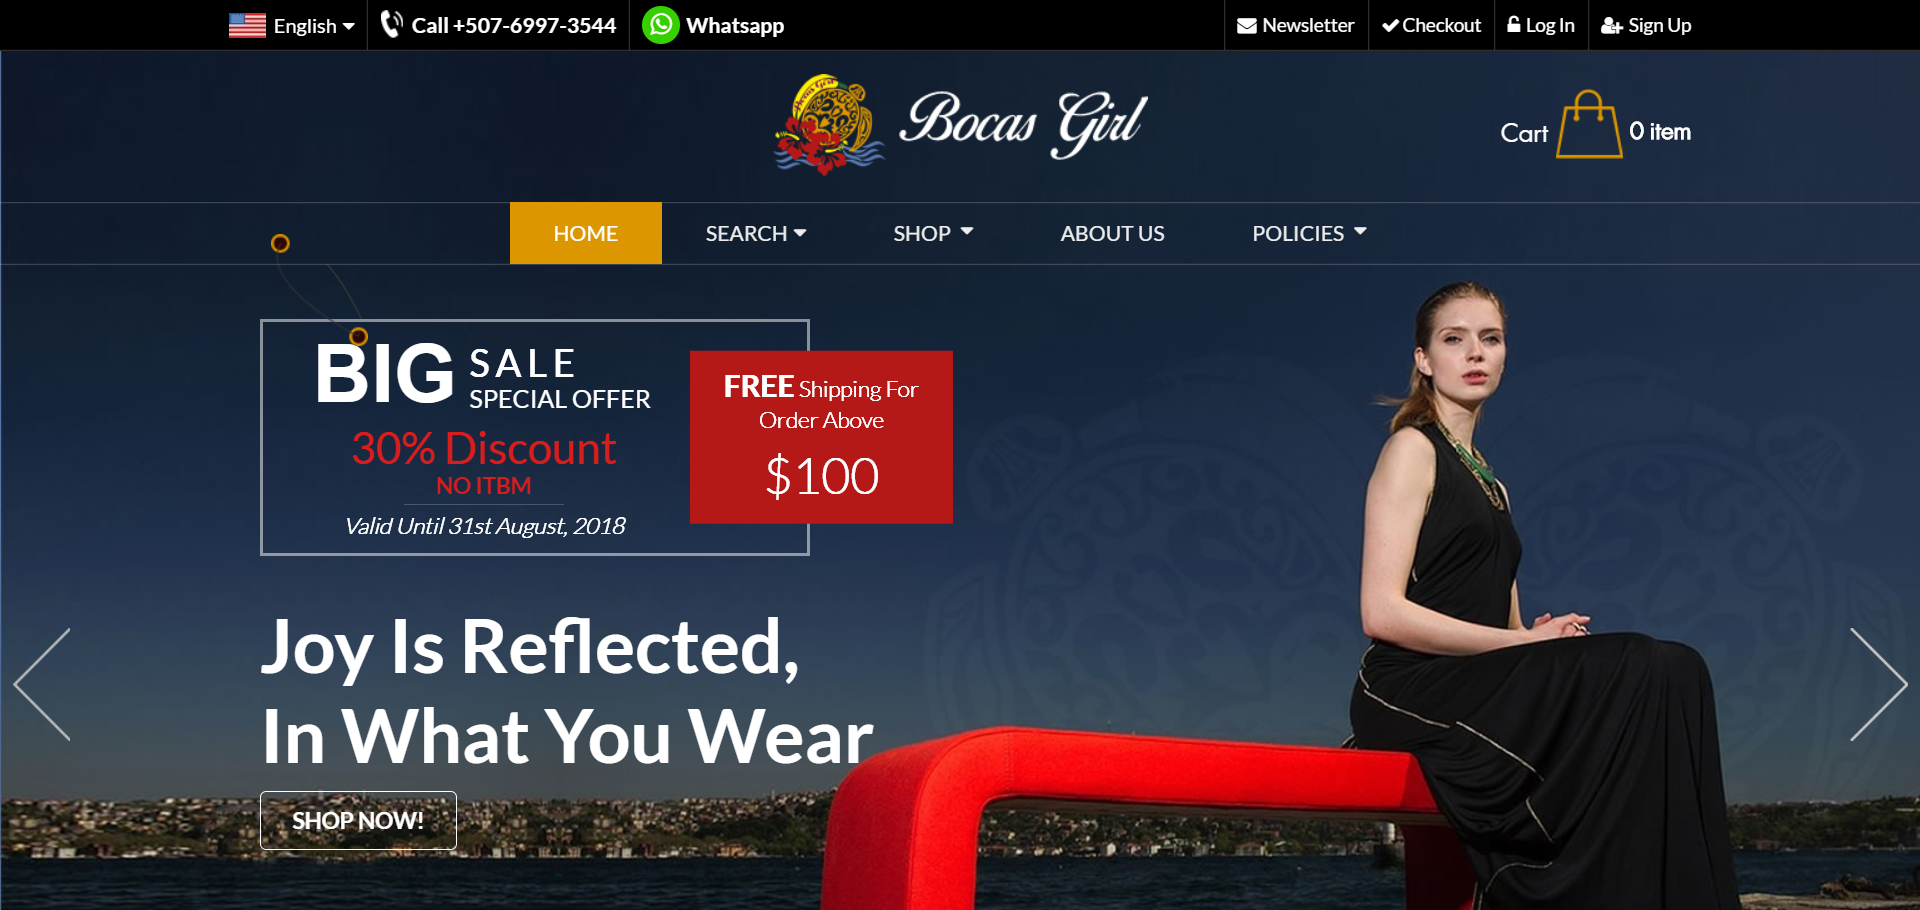 English
Call +507-6997-3544
Whatsapp
Newsletter
Checkout
Log In
Sign Up
Bocas Girl
Bocas Girl
Cart
0 item
HOME
SEARCH
SHOP
ABOUT US
POLICIES
BIG SALE
SPECIAL OFFER
30% Discount
NO ITBM
Valid Until 31st August, 2018
FREE Shipping For
Order Above
$100
Joy Is Reflected,
In What You Wear
SHOP NOW!